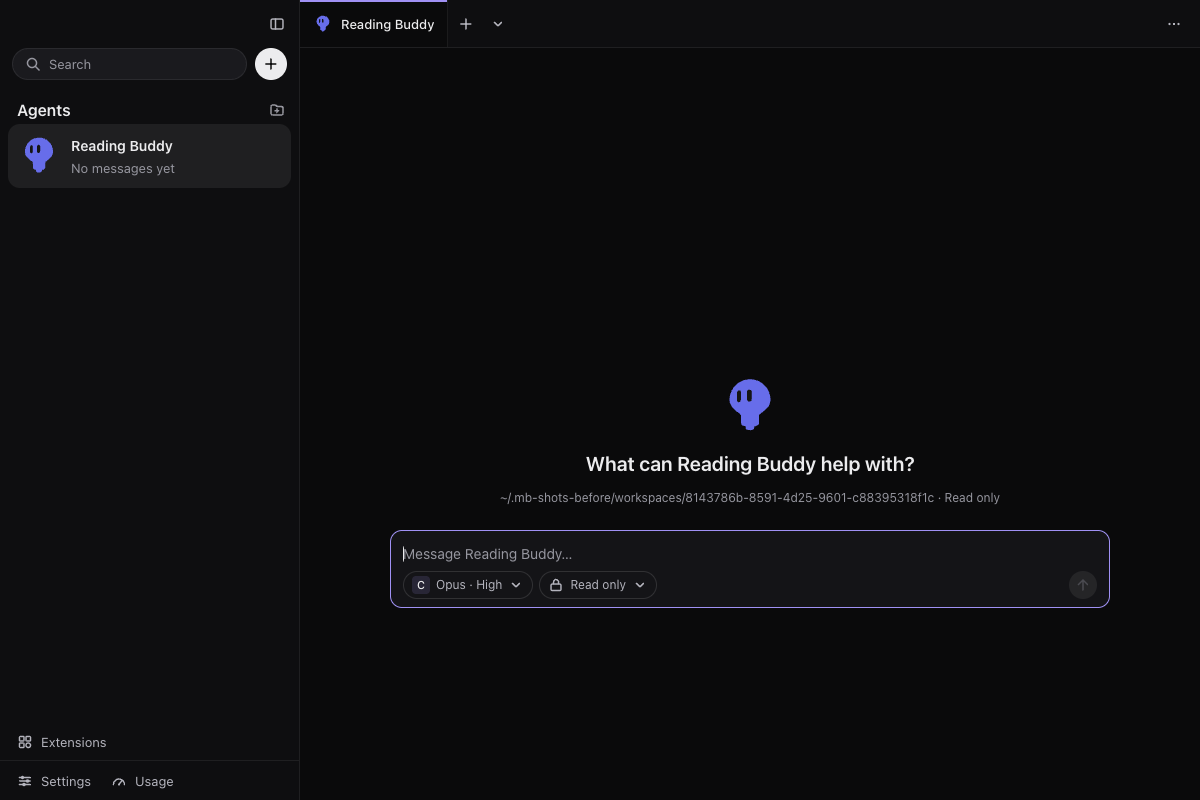 Reading Buddy
Search
Agents
Reading Buddy
No messages yet
What can Reading Buddy help with?
~/.mb-shots-before/workspaces/8143786b-8591-4d25-9601-c88395318f1c · Read only
Message Reading Buddy...
C Opus · High
Read only
Extensions
Settings
Usage